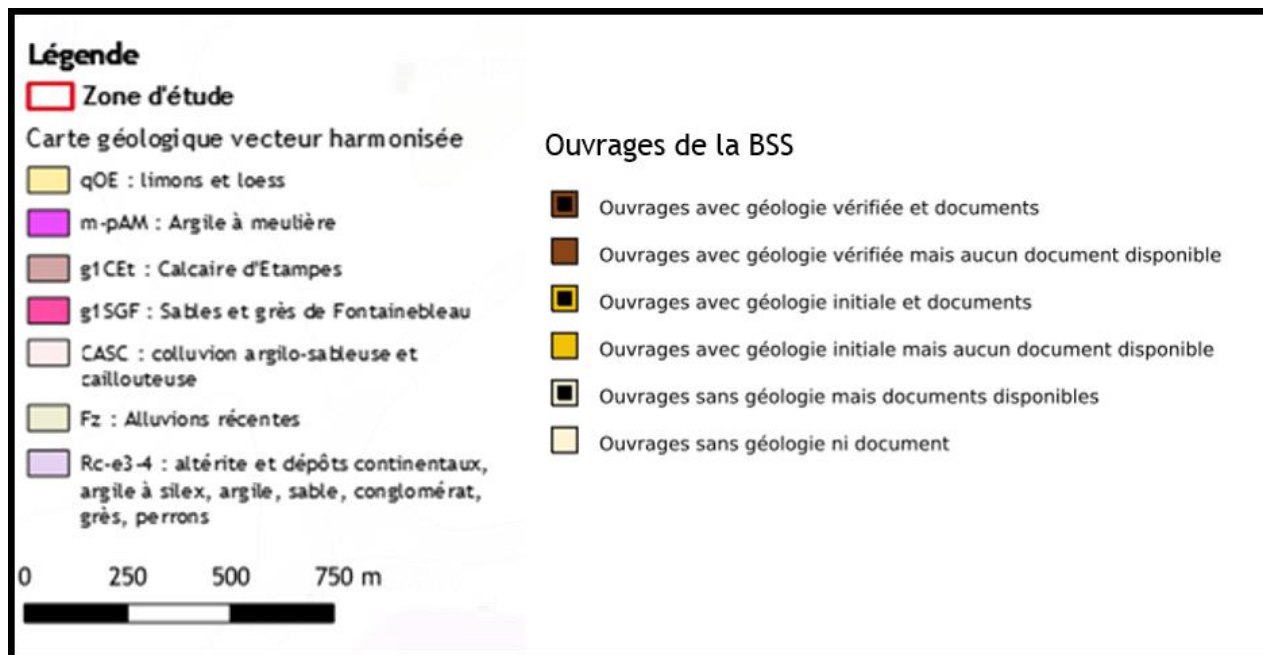 Légende
Zone d'étude
Carte géologique vecteur harmonisée
qOE : limons et loess
m-pAM : Argile à meulière
g1CEt : Calcaire d'Etampes
g1SGF : Sables et grès de Fontainebleau
CASC : colluvion argilo-sableuse et
caillouteuse
Fz : Alluvions récentes
Rc-e3-4 : altérite et dépôts continentaux,
argile à silex, argile, sable, conglomérat,
grès, perrons
0 250 500 750 m
Ouvrages de la BSS
Ouvrages avec géologie vérifiée et documents
Ouvrages avec géologie vérifiée mais aucun document disponible
Ouvrages avec géologie initiale et documents
Ouvrages avec géologie initiale mais aucun document disponible
Ouvrages sans géologie mais documents disponibles
Ouvrages sans géologie ni document